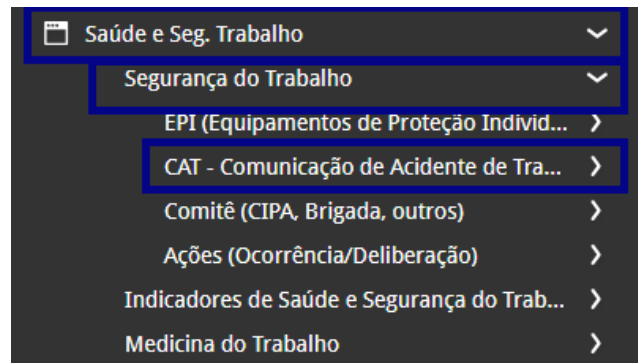 Saúde e Seg. Trabalho
Segurança do Trabalho
EPI (Equipamentos de Proteção Individ...
CAT - Comunicação de Acidente de Tra...
Comitê (CIPA, Brigada, outros)
Ações (Ocorrência/Deliberação)
Indicadores de Saúde e Segurança do Trab...
Medicina do Trabalho